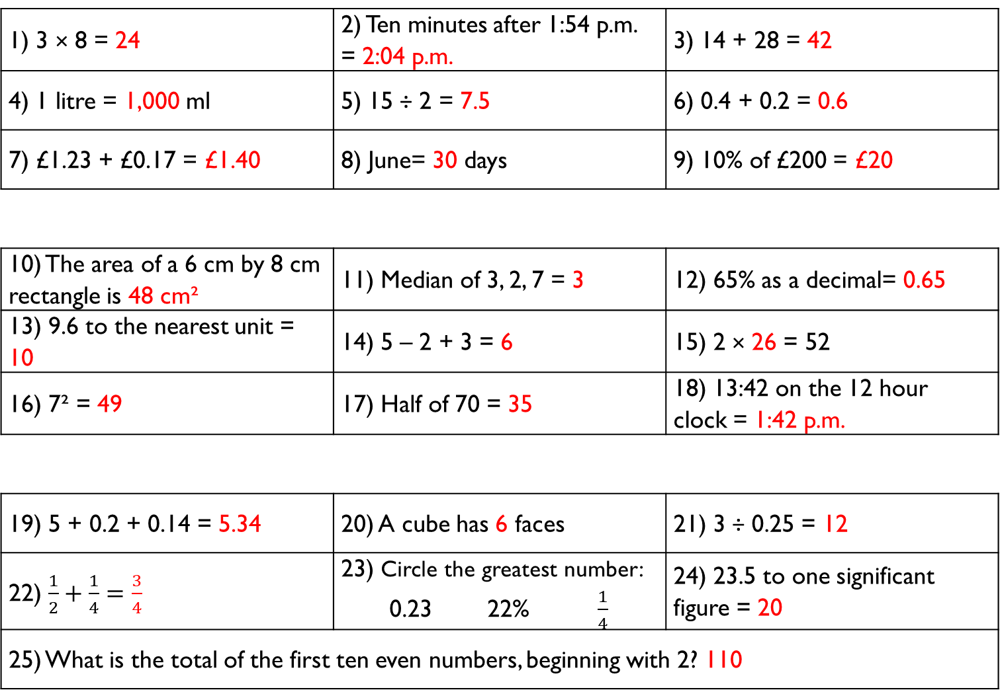 1) 3 × 8 = 24
2) Ten minutes after 1:54 p.m.
= 2:04 p.m.
3) 14 + 28 = 42
4) 1 litre = 1,000 ml
5) 15 ÷ 2 = 7.5
6) 0.4 + 0.2 = 0.6
7) £1.23 + £0.17 = £1.40
8) June= 30 days
9) 10% of £200 = £20
10) The area of a 6 cm by 8 cm
rectangle is 48 cm²
11) Median of 3, 2, 7 = 3
12) 65% as a decimal= 0.65
13) 9.6 to the nearest unit =
10
14) 5 – 2 + 3 = 6
15) 2 × 26 = 52
16) 7² = 49
17) Half of 70 = 35
18) 13:42 on the 12 hour
clock = 1:42 p.m.
19) 5 + 0.2 + 0.14 = 5.34
20) A cube has 6 faces
21) 3 ÷ 0.25 = 12
22) 1/2 + 1/4 = 3/4
23) Circle the greatest number:
0.23 22% 1/4
24) 23.5 to one significant
figure = 20
25) What is the total of the first ten even numbers, beginning with 2? 110